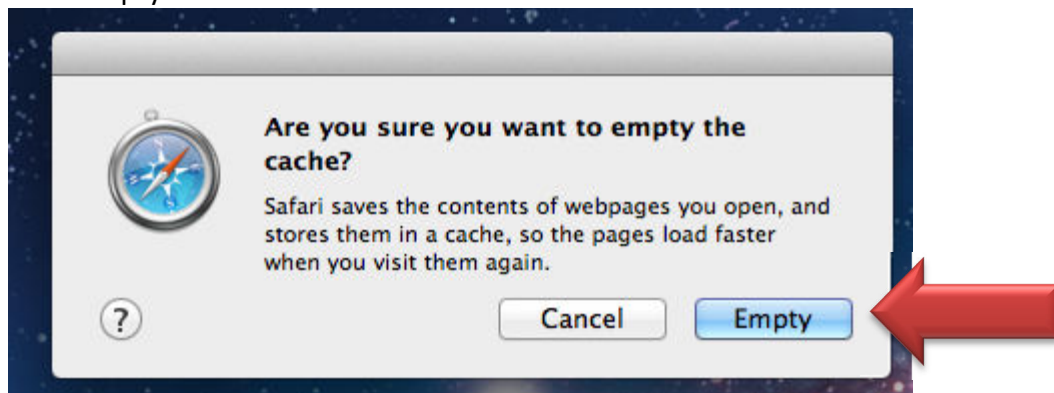 Are you sure you want to empty the
cache?
Safari saves the contents of webpages you open, and
stores them in a cache, so the pages load faster
when you visit them again.
? Cancel Empty